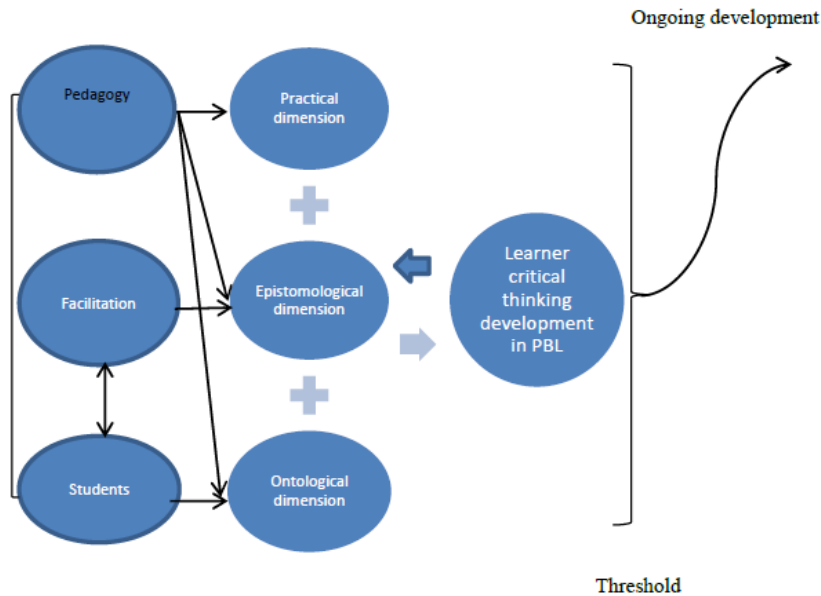 Ongoing development
Pedagogy
Practical
dimension
Facilitation
Epistomological
dimension
Learner
critical
thinking
development
in PBL
Students
Ontological
dimension
Threshold